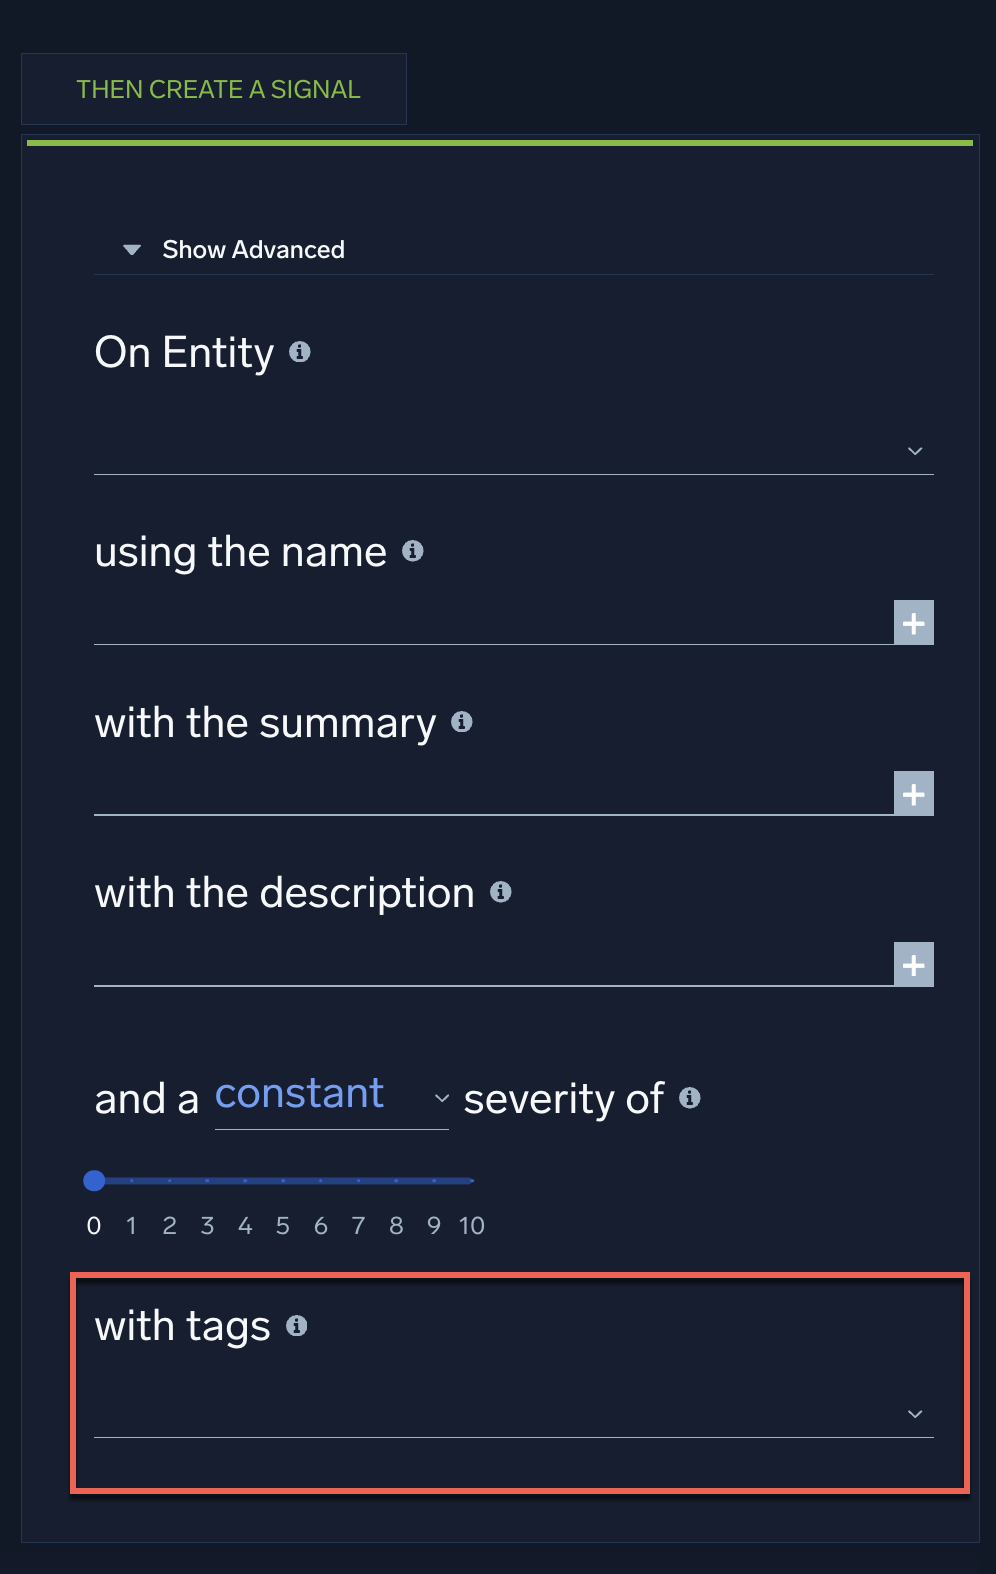 THEN CREATE A SIGNAL
Show Advanced
On Entity
using the name
with the summary
with the description
and a constant severity of
0 1 2 3 4 5 6 7 8 9 10
with tags